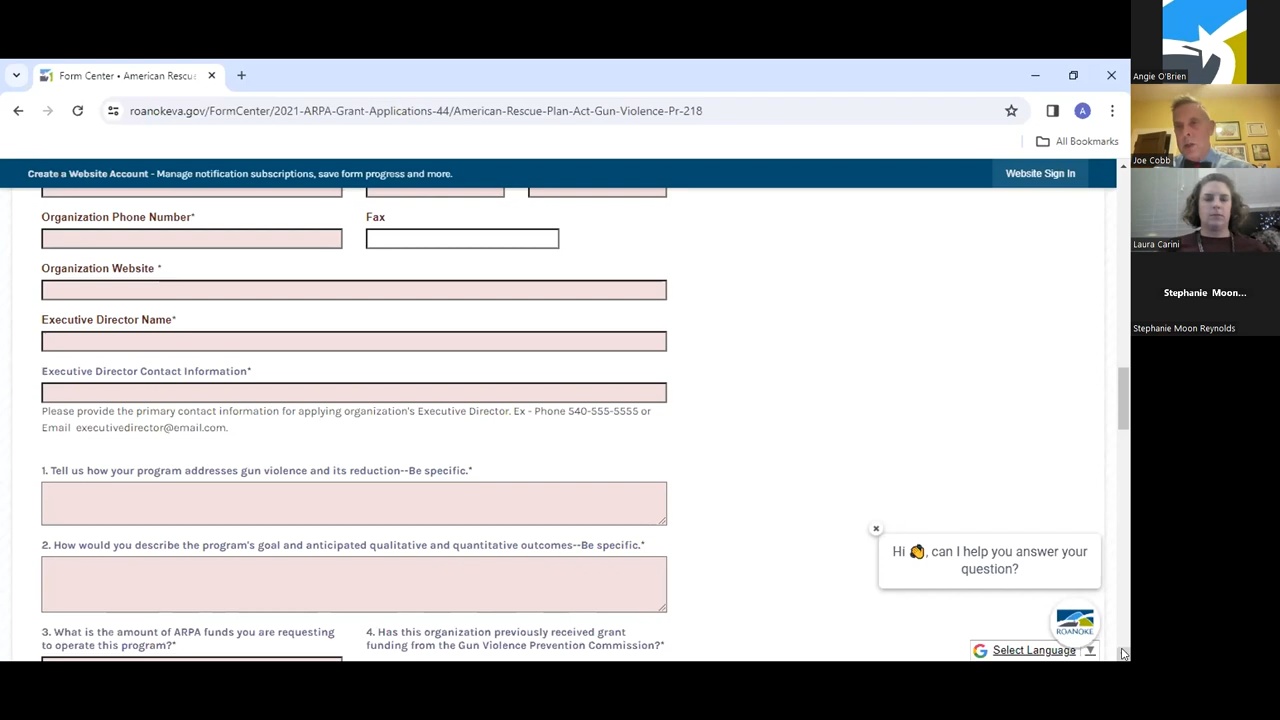 Form Center • American Rescu
roanokeva.gov/FormCenter/2021-ARPA-Grant-Applications-44/American-Rescue-Plan-Act-Gun-Violence-Pr-218
A
All Bookmarks
Create a Website Account - Manage notification subscriptions, save form progress and more.
Website Sign In
Organization Phone Number*
Fax
Organization Website *
Executive Director Name*
Executive Director Contact Information*
Please provide the primary contact information for applying organization's Executive Director. Ex - Phone 540-555-5555 or
Email executivedirector@email.com.
1. Tell us how your program addresses gun violence and its reduction--Be specific.*
2. How would you describe the program's goal and anticipated qualitative and quantitative outcomes--Be specific.*
3. What is the amount of ARPA funds you are requesting
to operate this program?*
4. Has this organization previously received grant
funding from the Gun Violence Prevention Commission?*
Hi 👏, can I help you answer your
question?
ROANOKE
Select Language
Angie O'Brien
Joe Cobb
Laura Carini
Stephanie Moon...
Stephanie Moon Reynolds